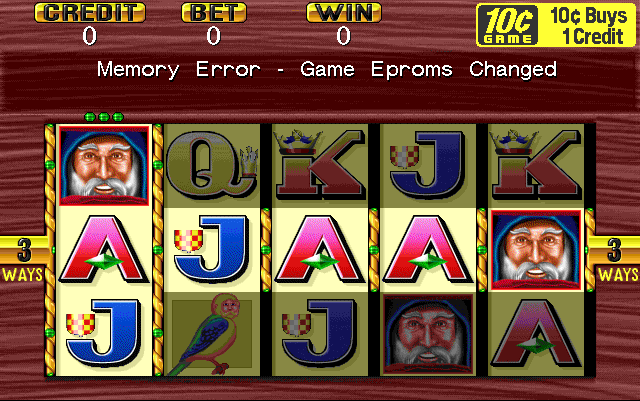 CREDIT BET WIN
0 0 0
10¢ GAME
10¢ Buys
1 Credit
Memory Error - Game Eproms Changed
Q K J K
3 WAYS
A J A A
3 WAYS
J J A